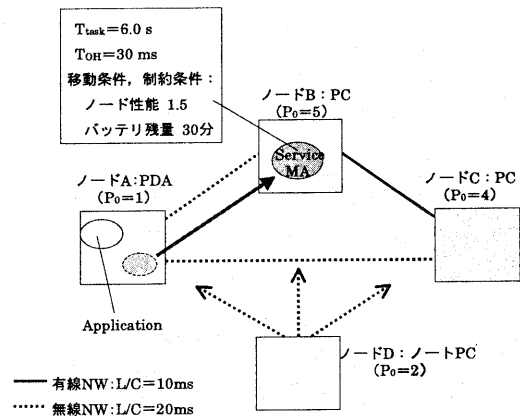 Ttask=6.0 s
TOH=30 ms
移動条件，制約条件：
ノード性能 1.5
バッテリ残量 30分
ノードB：PC
(P0=5)
Service
MA
ノードA：PDA
(P0=1)
ノードC：PC
(P0=4)
Application
ノードD：ノートPC
(P0=2)
有線NW：L/C=10ms
無線NW：L/C=20ms